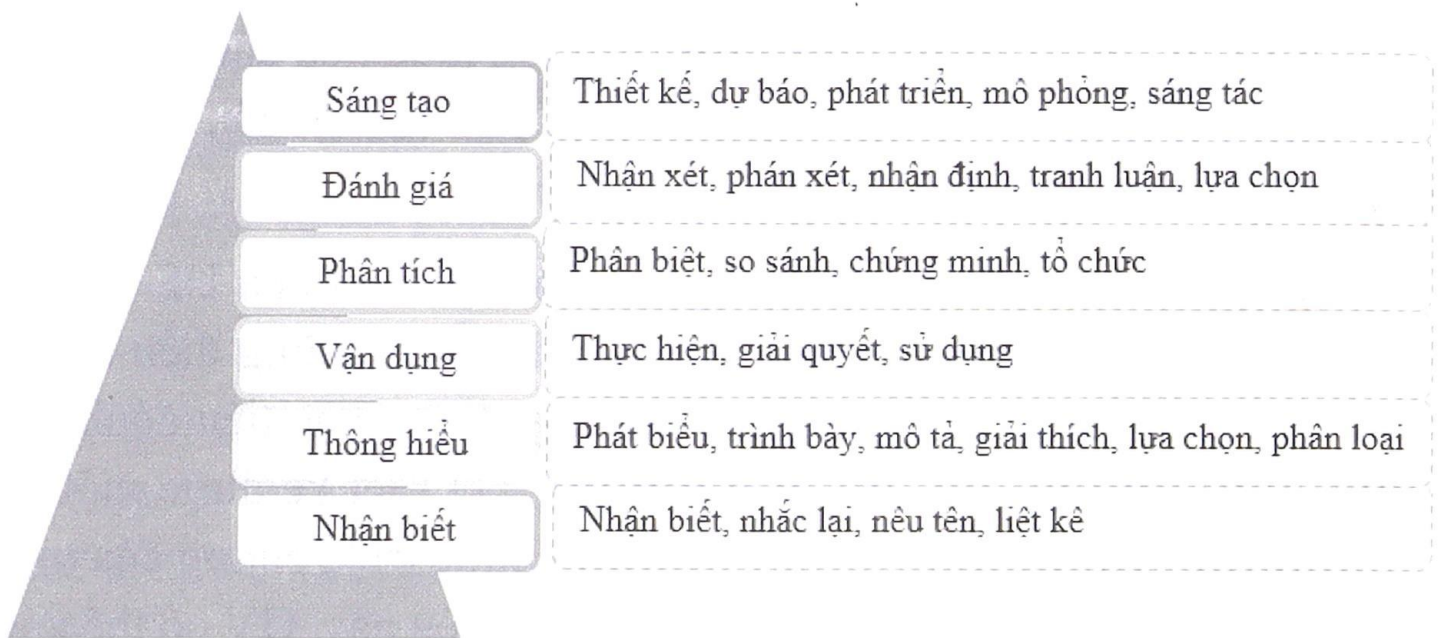 Sáng tạo
Thiết kế, dự báo, phát triển, mô phỏng, sáng tác
Đánh giá
Nhận xét, phán xét, nhận định, tranh luận, lựa chọn
Phân tích
Phân biệt, so sánh, chứng minh, tổ chức
Vận dụng
Thực hiện, giải quyết, sử dụng
Thông hiểu
Phát biểu, trình bày, mô tả, giải thích, lựa chọn, phân loại
Nhận biết
Nhận biết, nhắc lại, nêu tên, liệt kê